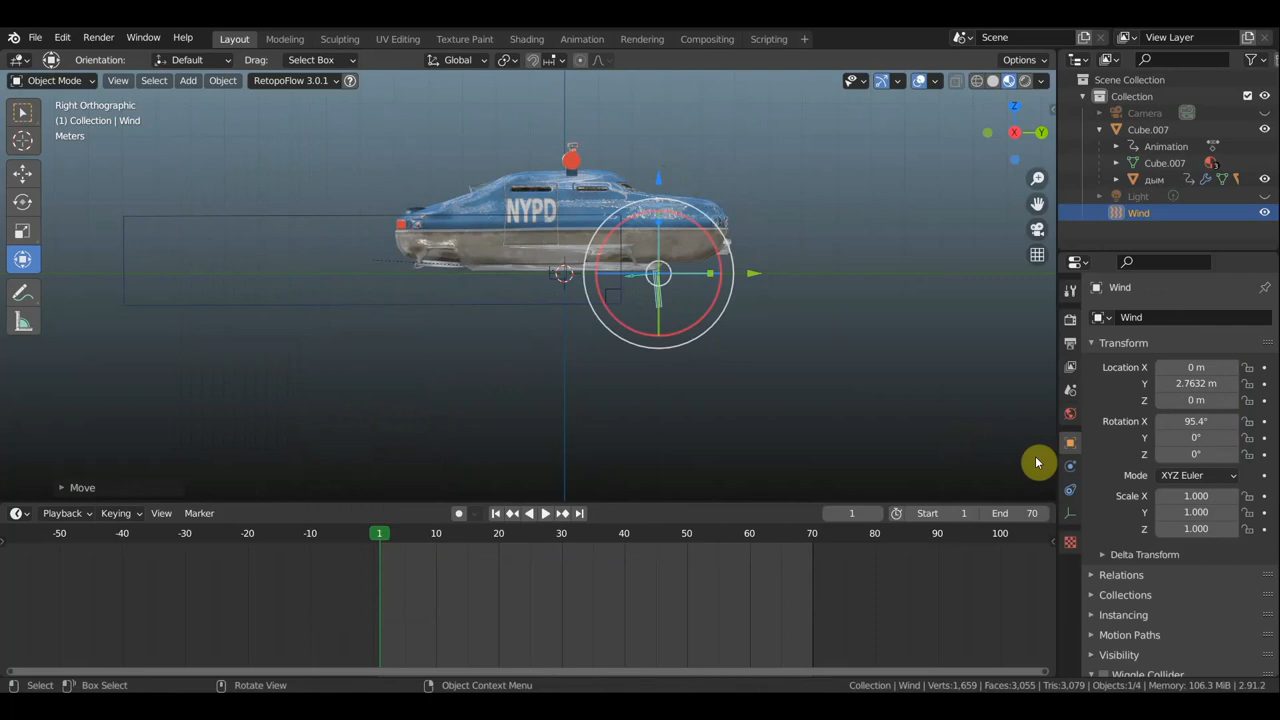 File Edit Render Window Help Layout Modeling Sculpting UV Editing Texture Paint Shading Animation Rendering Compositing Scripting + Scene View Layer
Orientation: Default Drag: Select Box Global Options
Object Mode View Select Add Object RetopoFlow 3.0.1
Right Orthographic
(1) Collection | Wind
Meters
Z
X
Y
NYPD
Move
Scene Collection
Collection
Camera
Cube.007
Animation
Cube.007
дым
Light
Wind
Wind
Wind
Transform
Location X 0 m
Y 2.7632 m
Z 0 m
Rotation X 95.4°
Y 0°
Z 0°
Mode XYZ Euler
Scale X 1.000
Y 1.000
Z 1.000
Delta Transform
Relations
Collections
Instancing
Motion Paths
Visibility
Wiggle Collider
Playback Keying View Marker 1 Start 1 End 70
-50 -40 -30 -20 -10 1 10 20 30 40 50 60 70 80 90 100
Select Box Select Rotate View Object Context Menu Collection | Wind | Verts:1,659 | Faces:3,055 | Tris:3,079 | Objects:1/4 | Memory: 106.3 MiB | 2.91.2